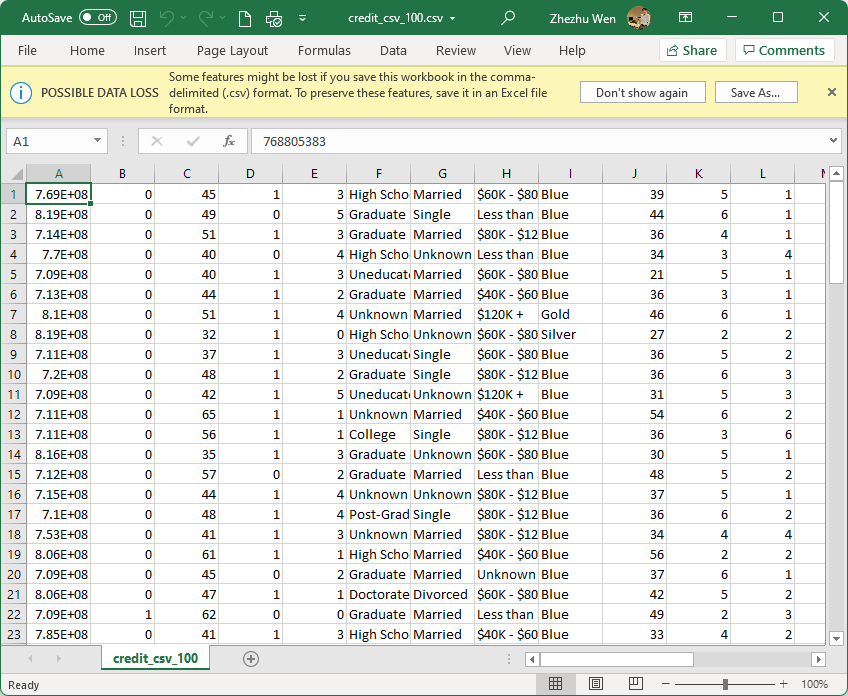 AutoSave Off credit_csv_100.csv Zhezhu Wen
File Home Insert Page Layout Formulas Data Review View Help Share Comments
POSSIBLE DATA LOSS Some features might be lost if you save this workbook in the comma-
delimited (.csv) format. To preserve these features, save it in an Excel file
format.
Don't show again Save As...
A1 fx 768805383
A B C D E F G H I J K L
1 7.69E+08 0 45 1 3 High Scho Married $60K - $80 Blue 39 5 1
2 8.19E+08 0 49 0 5 Graduate Single Less than Blue 44 6 1
3 7.14E+08 0 51 1 3 Graduate Married $80K - $12 Blue 36 4 1
4 7.7E+08 0 40 0 4 High Scho Unknown Less than Blue 34 3 4
5 7.09E+08 0 40 1 3 Uneducat Married $60K - $80 Blue 21 5 1
6 7.13E+08 0 44 1 2 Graduate Married $40K - $60 Blue 36 3 1
7 8.1E+08 0 51 1 4 Unknown Married $120K + Gold 46 6 1
8 8.19E+08 0 32 1 0 High Scho Unknown $60K - $80 Silver 27 2 2
9 7.11E+08 0 37 1 3 Uneducat Single $60K - $80 Blue 36 5 2
10 7.2E+08 0 48 1 2 Graduate Single $80K - $12 Blue 36 6 3
11 7.09E+08 0 42 1 5 Uneducat Unknown $120K + Blue 31 5 3
12 7.11E+08 0 65 1 1 Unknown Married $40K - $60 Blue 54 6 2
13 7.11E+08 0 56 1 1 College Single $80K - $12 Blue 36 3 6
14 8.16E+08 0 35 1 3 Graduate Unknown $60K - $80 Blue 30 5 1
15 7.12E+08 0 57 0 2 Graduate Married Less than Blue 48 5 2
16 7.15E+08 0 44 1 4 Unknown Unknown $80K - $12 Blue 37 5 1
17 7.1E+08 0 48 1 4 Post-Grad Single $80K - $12 Blue 36 6 2
18 7.53E+08 0 41 1 3 Unknown Married $80K - $12 Blue 34 4 4
19 8.06E+08 0 61 1 1 High Scho Married $40K - $60 Blue 56 2 2
20 7.09E+08 0 45 0 2 Graduate Married Unknown Blue 37 6 1
21 8.06E+08 0 47 1 1 Doctorate Divorced $60K - $80 Blue 42 5 2
22 7.09E+08 1 62 0 0 Graduate Married Less than Blue 49 2 3
23 7.85E+08 0 41 1 3 High Scho Married $40K - $60 Blue 33 4 2
credit_csv_100
Ready 100%